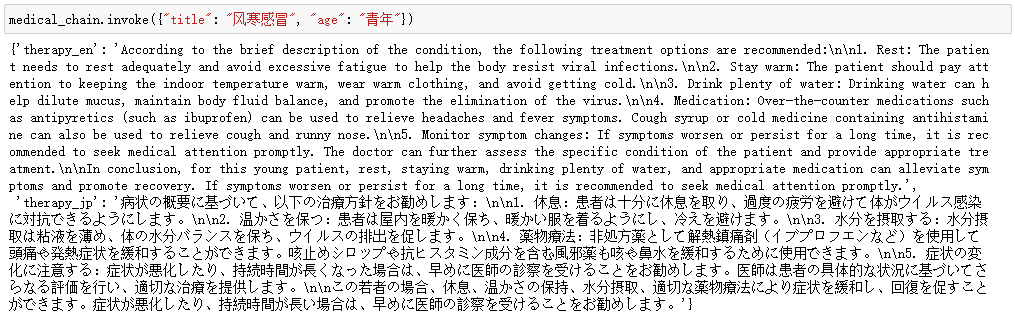 medical_chain.invoke({"title": "风寒感冒", "age": "青年"})
{'therapy_en': 'According to the brief description of the condition, the following treatment options are recommended:\n\n1. Rest: The patien
t needs to rest adequately and avoid excessive fatigue to help the body resist viral infections.\n\n2. Stay warm: The patient should pay att
ention to keeping the indoor temperature warm, wear warm clothing, and avoid getting cold.\n\n3. Drink plenty of water: Drinking water can h
elp dilute mucus, maintain body fluid balance, and promote the elimination of the virus.\n\n4. Medication: Over-the-counter medications such
as antipyretics (such as ibuprofen) can be used to relieve headaches and fever symptoms. Cough syrup or cold medicine containing antihistami
ne can also be used to relieve cough and runny nose.\n\n5. Monitor symptom changes: If symptoms worsen or persist for a long time, it is rec
ommended to seek medical attention promptly. The doctor can further assess the specific condition of the patient and provide appropriate tre
atment.\n\nIn conclusion, for this young patient, rest, staying warm, drinking plenty of water, and appropriate medication can alleviate sym
ptoms and promote recovery. If symptoms worsen or persist for a long time, it is recommended to seek medical attention promptly.',
'therapy_jp': '病状の概要に基づいて、以下の治療方針をお勧めします：\n\n1. 休息：患者は十分に休息を取り、過度の疲労を避けて体がウイルス感染
に対抗できるようにします。\n\n2. 温かさを保つ：患者は屋内を暖かく保ち、暖かい服を着るようにし、冷えを避けます。\n\n3. 水分を摂取する：水分摂
取は粘液を薄め、体の水分バランスを保ち、ウイルスの排出を促します。\n\n4. 薬物療法：非処方薬として解熱鎮痛剤（イブプロフェンなど）を使用して
頭痛や発熱症状を緩和することができます。咳止めシロップや抗ヒスタミン成分を含む風邪薬も咳や鼻水を緩和するために使用できます。\n\n5. 症状の変
化に注意する：症状が悪化したり、持続時間が長くなった場合は、早めに医師の診察を受けることをお勧めします。医師は患者の具体的な状況に基づいてさ
らなる評価を行い、適切な治療を提供します。\n\nこの若者の場合、休息、温かさの保持、水分摂取、適切な薬物療法により症状を緩和し、回復を促すこと
ができます。症状が悪化したり、持続時間が長い場合は、早めに医師の診察を受けることをお勧めします。'}